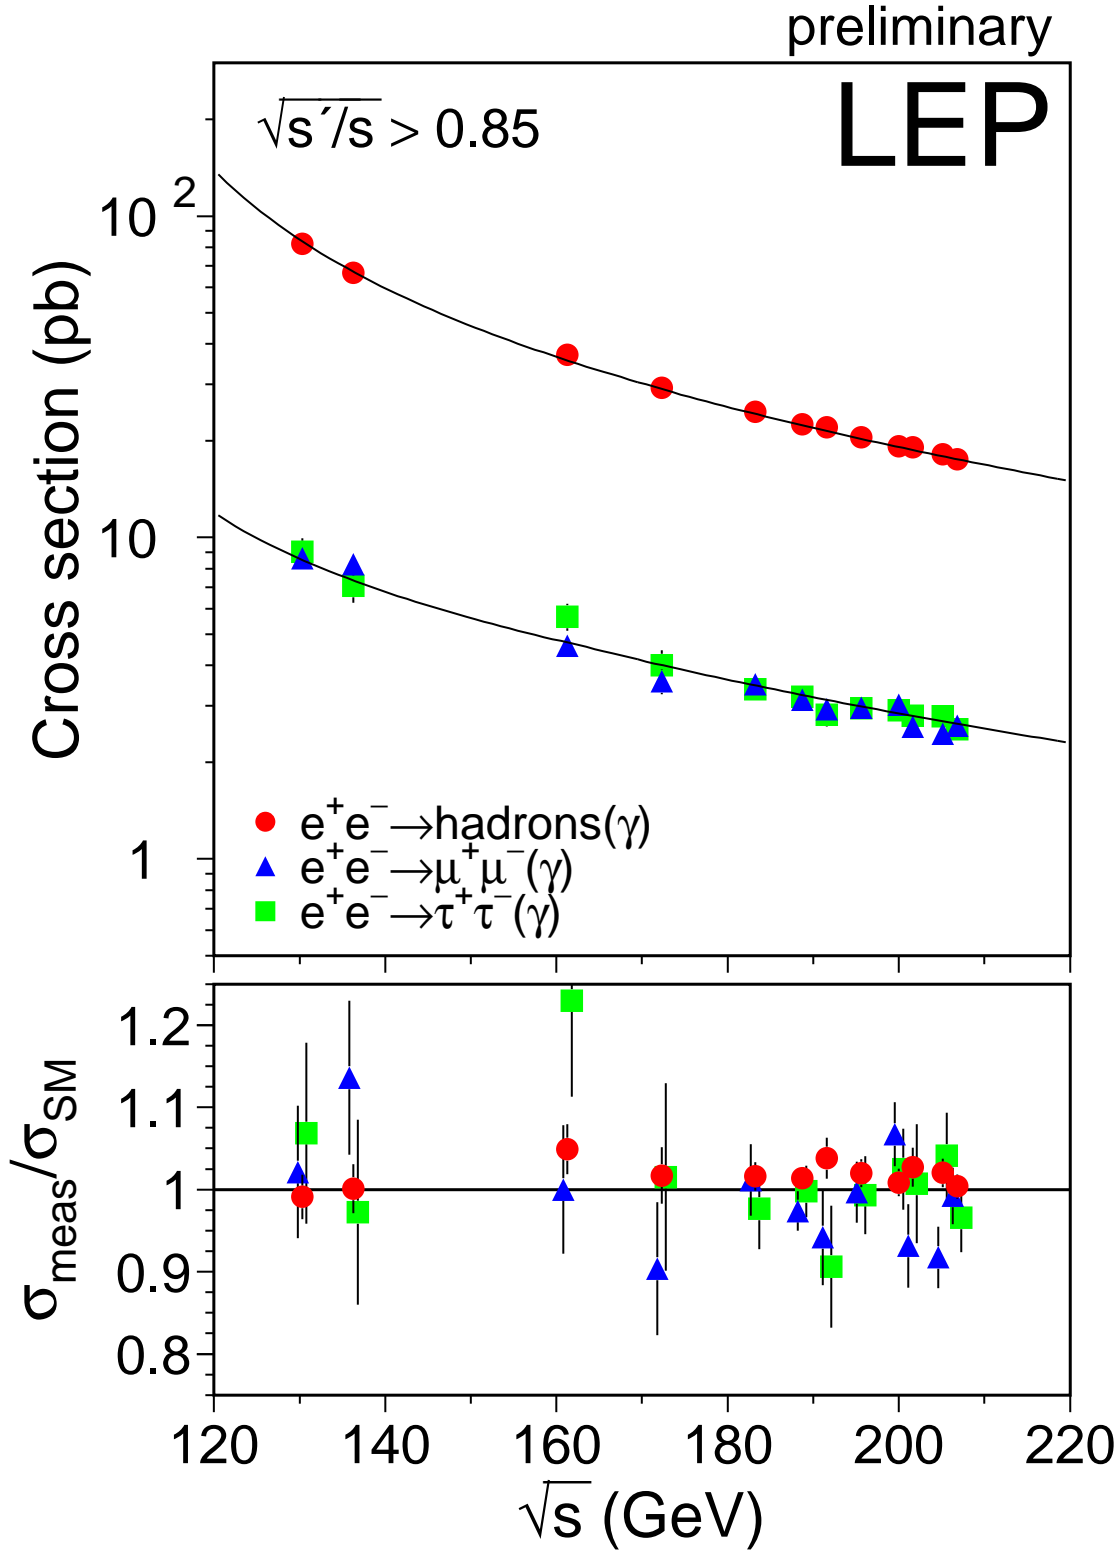 preliminary
√s´/s > 0.85
LEP
Cross section (pb)
10²
10
1
e⁺e⁻→hadrons(γ)
e⁺e⁻→μ⁺μ⁻(γ)
e⁺e⁻→τ⁺τ⁻(γ)
σmeas/σSM
1.2
1.1
1
0.9
0.8
120 140 160 180 200 220
√s (GeV)